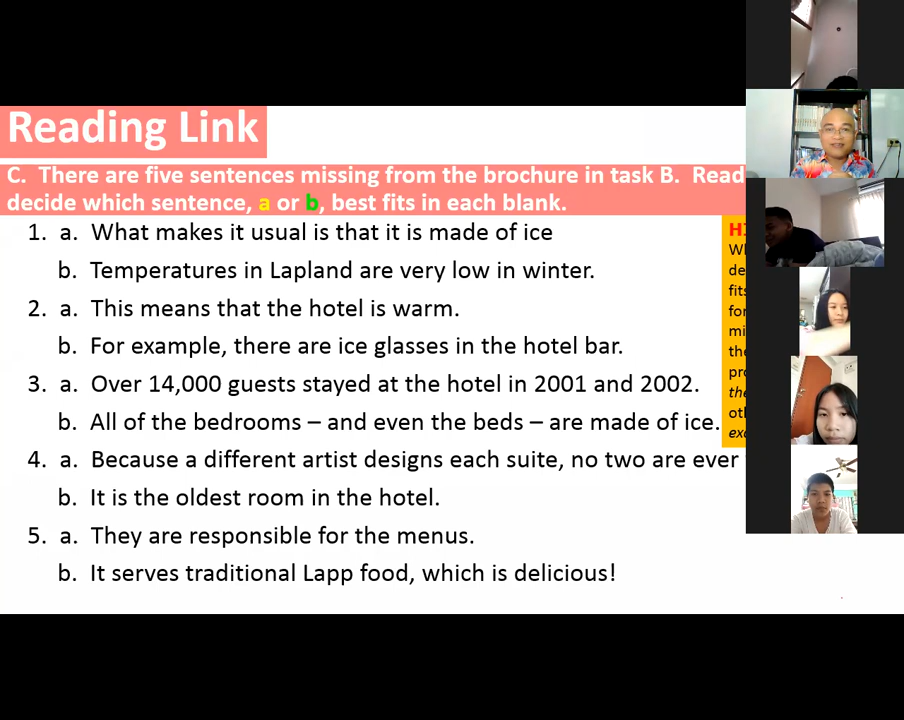 Reading Link
C. There are five sentences missing from the brochure in task B. Read
decide which sentence, a or b, best fits in each blank.
1. a. What makes it usual is that it is made of ice
b. Temperatures in Lapland are very low in winter.
2. a. This means that the hotel is warm.
b. For example, there are ice glasses in the hotel bar.
3. a. Over 14,000 guests stayed at the hotel in 2001 and 2002.
b. All of the bedrooms – and even the beds – are made of ice.
4. a. Because a different artist designs each suite, no two are ever
b. It is the oldest room in the hotel.
5. a. They are responsible for the menus.
b. It serves traditional Lapp food, which is delicious!